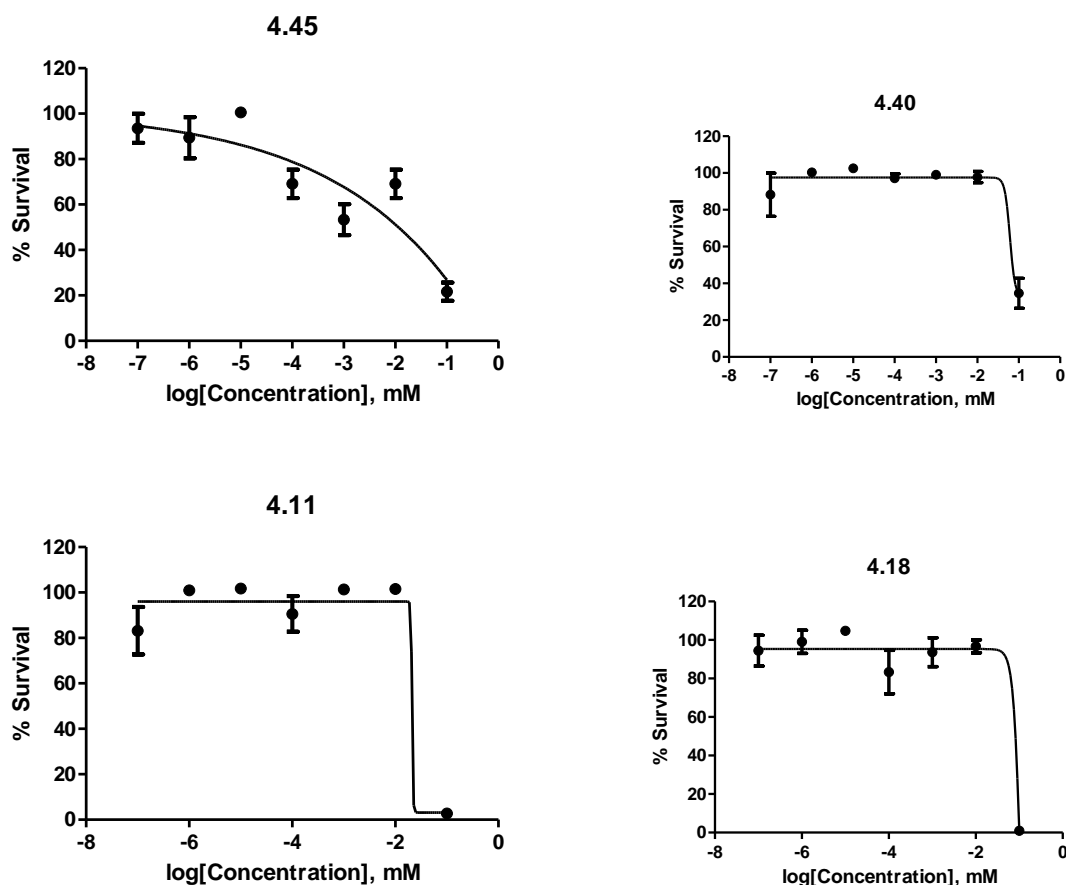 4.45
120
100
80
60
40
20
0
% Survival
-8 -7 -6 -5 -4 -3 -2 -1 0
log[Concentration], mM
4.40
120
100
80
60
40
20
0
% Survival
-8 -7 -6 -5 -4 -3 -2 -1 0
log[Concentration, mM
4.11
120
100
80
60
40
20
0
% Survival
-8 -6 -4 -2 0
log[Concentration], mM
4.18
120
100
80
60
40
20
0
% Survival
-8 -6 -4 -2 0
log[Concentration], mM